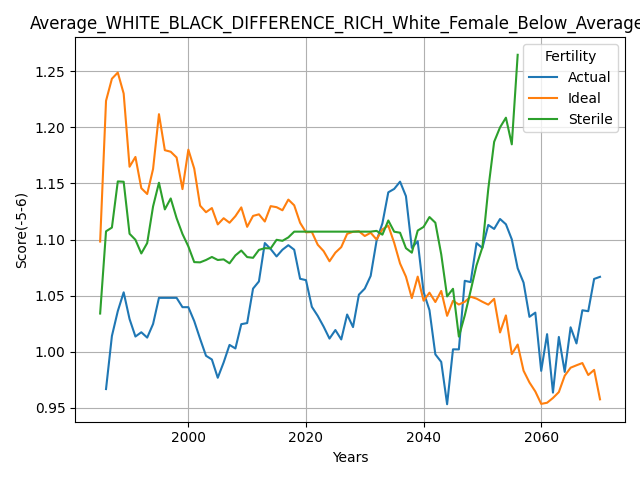 Average_WHITE_BLACK_DIFFERENCE_RICH_White_Female_Below_Average
Fertility
Actual
Ideal
Sterile
Score(-5-6)
1.25
1.20
1.15
1.10
1.05
1.00
0.95
2000 2020 2040 2060
Years